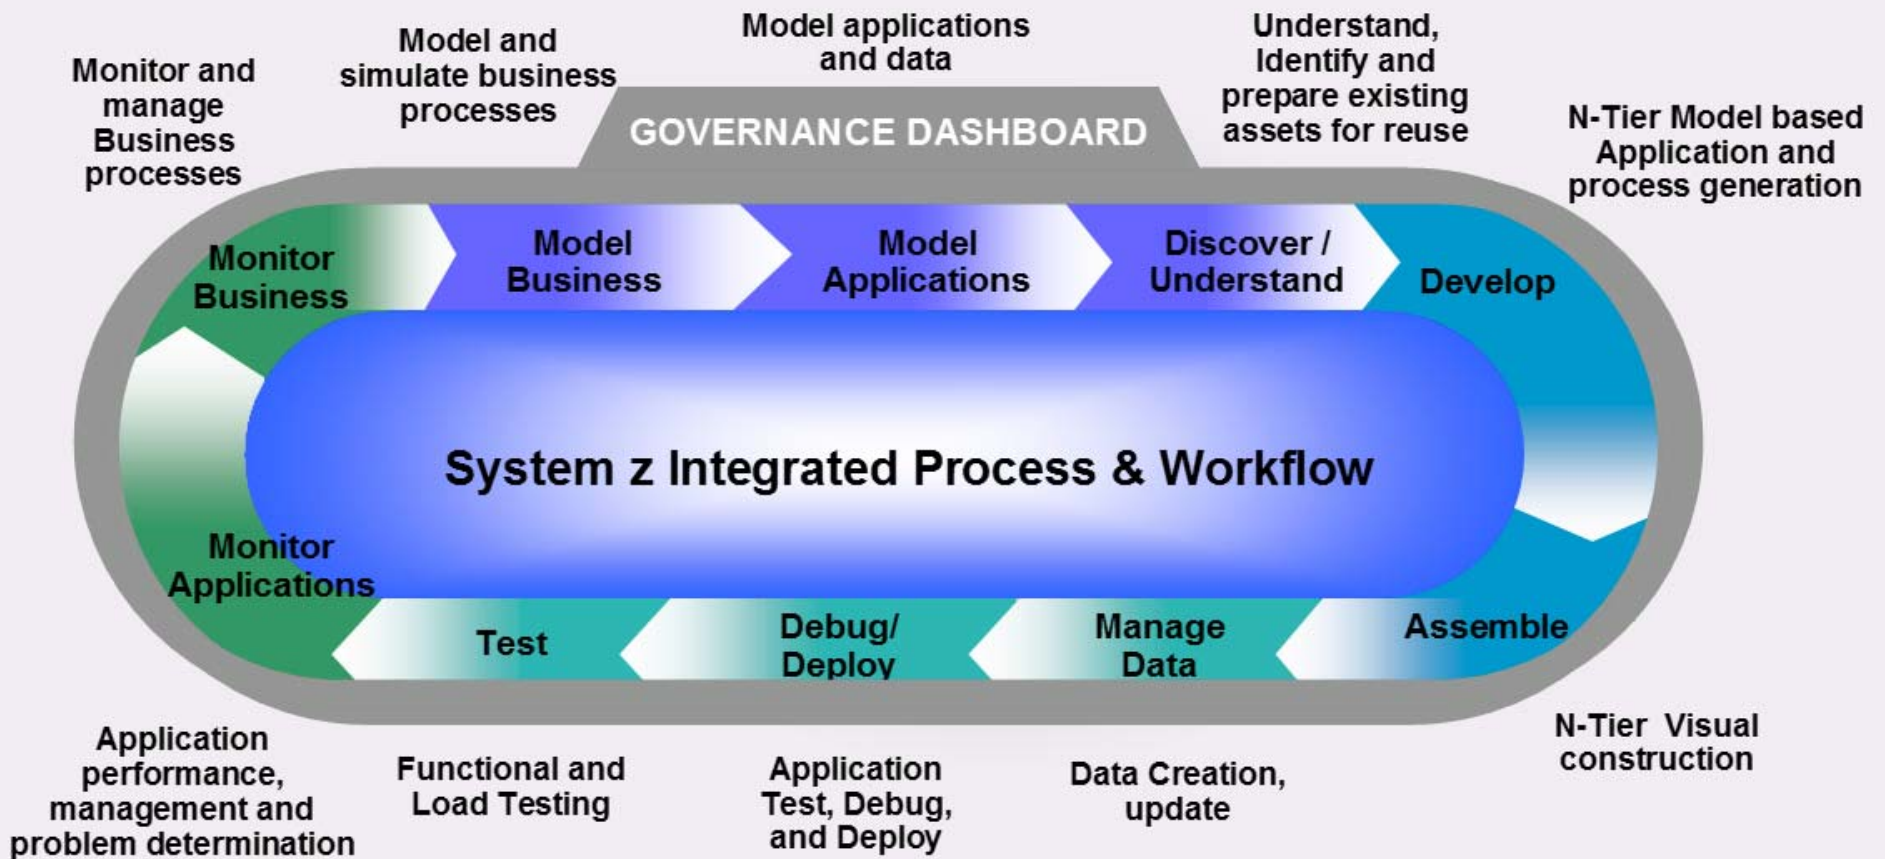 Monitor and
manage
Business
processes
Model and
simulate business
processes
Model applications
and data
Understand,
Identify and
prepare existing
assets for reuse
N-Tier Model based
Application and
process generation
GOVERNANCE DASHBOARD
Monitor
Business
Model
Business
Model
Applications
Discover /
Understand
Develop
System z Integrated Process & Workflow
Monitor
Applications
Test
Debug/
Deploy
Manage
Data
Assemble
Application
performance,
management and
problem determination
Functional and
Load Testing
Application
Test, Debug,
and Deploy
Data Creation,
update
N-Tier Visual
construction